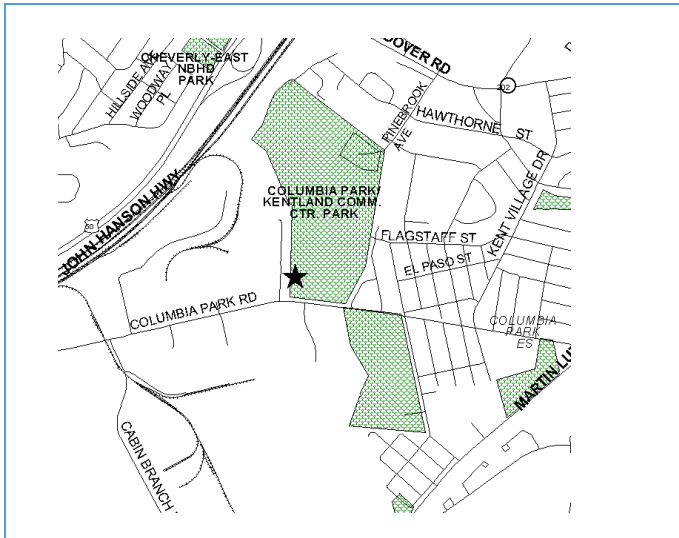 DOVER RD
CHEVERLY-EAST
NBHD
PARK
HILLSIDE AVE
WOODWAY
PL
202
PINEBROOK
AVE
HAWTHORNE ST
JOHN HANSON HWY
50
COLUMBIA PARK/
KENTLAND COMM.
CTR. PARK
KENT VILLAGE DR
FLAGSTAFF ST
EL PASO ST
COLUMBIA PARK RD
COLUMBIA
PARK
ES
MARTIN LU
CABIN BRANCH